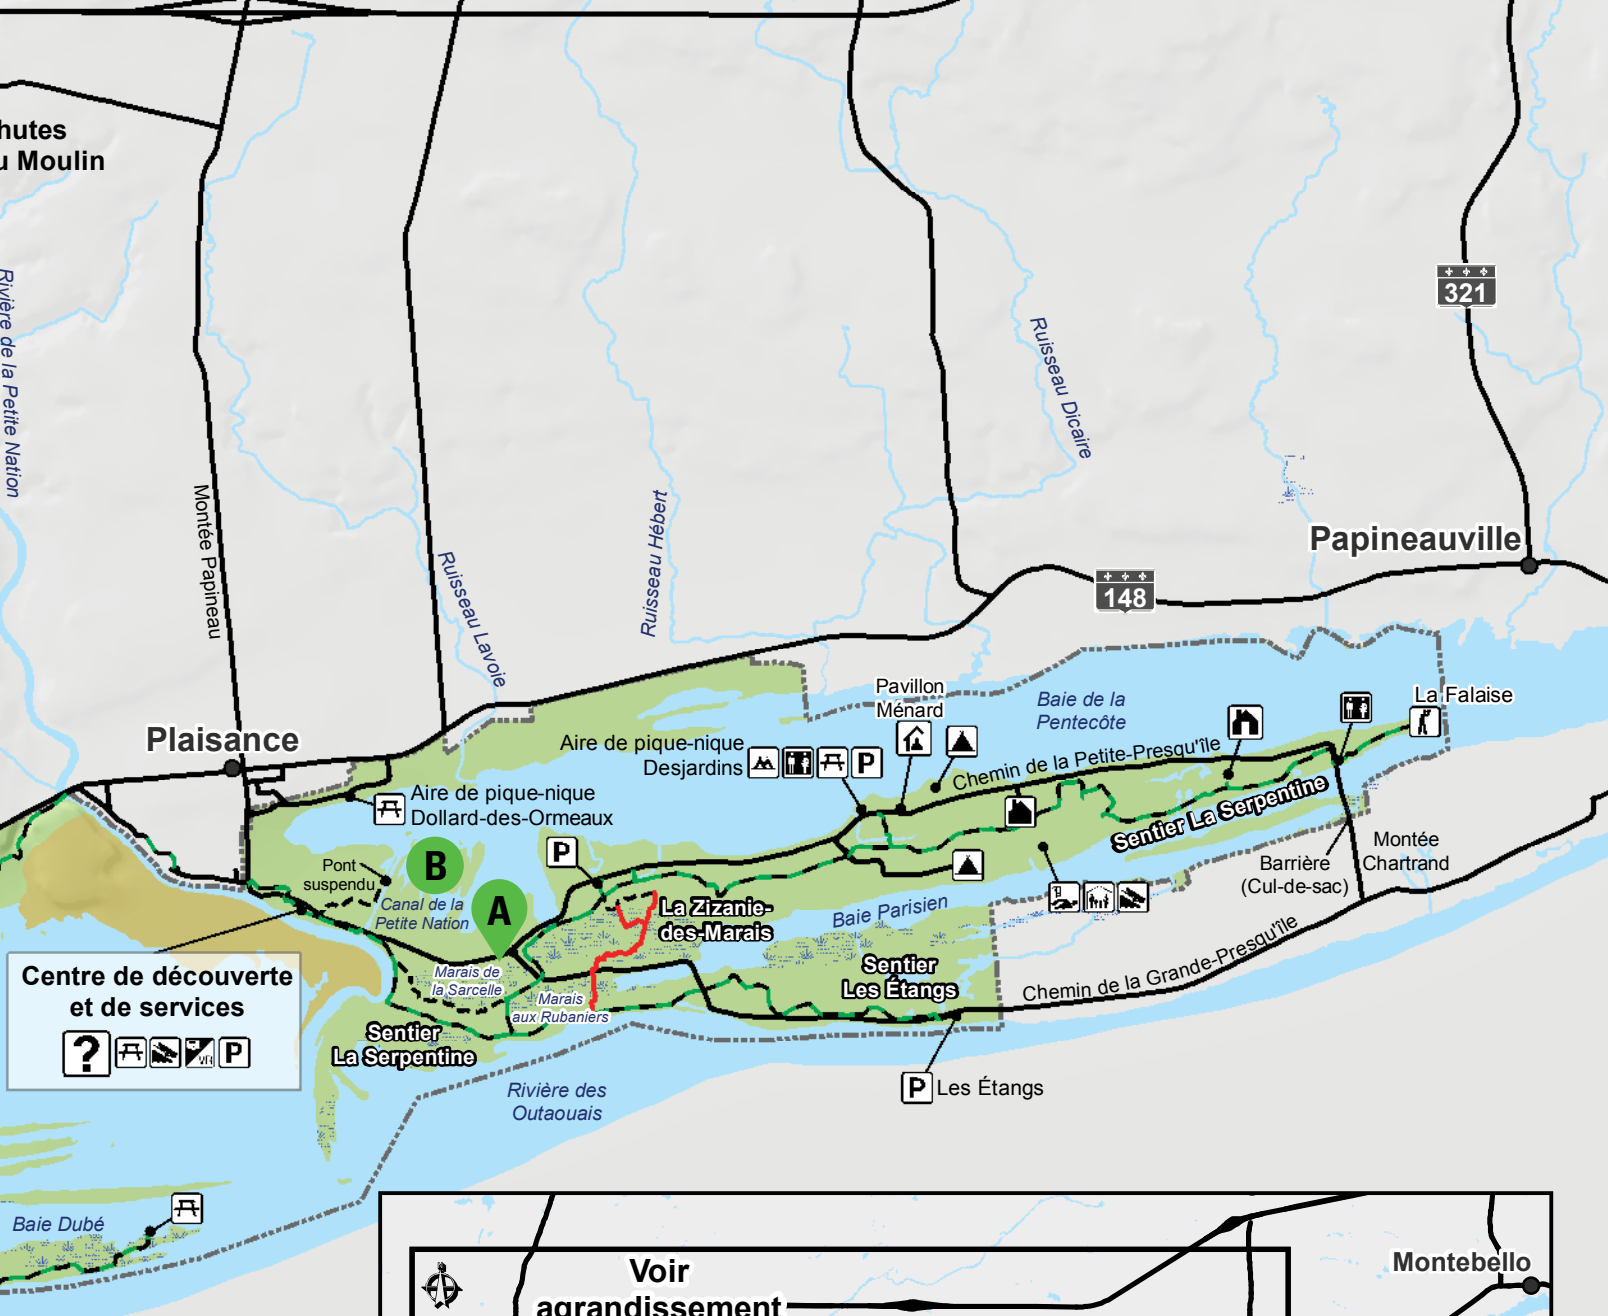 hutes
u Moulin
Rivière de la Petite Nation
Montée Papineau
Ruisseau Lavoie
Ruisseau Hébert
Ruisseau Dicaire
321
Papineauville
148
Plaisance
Pavillon
Ménard
Baie de la
Pentecôte
La Falaise
Aire de pique-nique
Desjardins
P
Chemin de la Petite-Presqu'île
Aire de pique-nique
Dollard-des-Ormeaux
Sentier La Serpentine
Montée
Chartrand
Barrière
(Cul-de-sac)
P
B
Pont
suspendu
A
Canal de la
Petite Nation
La Zizanie-
des-Marais
Baie Parisien
Sentier
Les Étangs
Chemin de la Grande-Presqu'île
Marais de
la Sarcelle
Marais
aux Rubaniers
Centre de découverte
et de services
?
VR
P
Sentier
La Serpentine
Rivière des
Outaouais
P
Les Étangs
Baie Dubé
Voir
agrandissement
Montebello